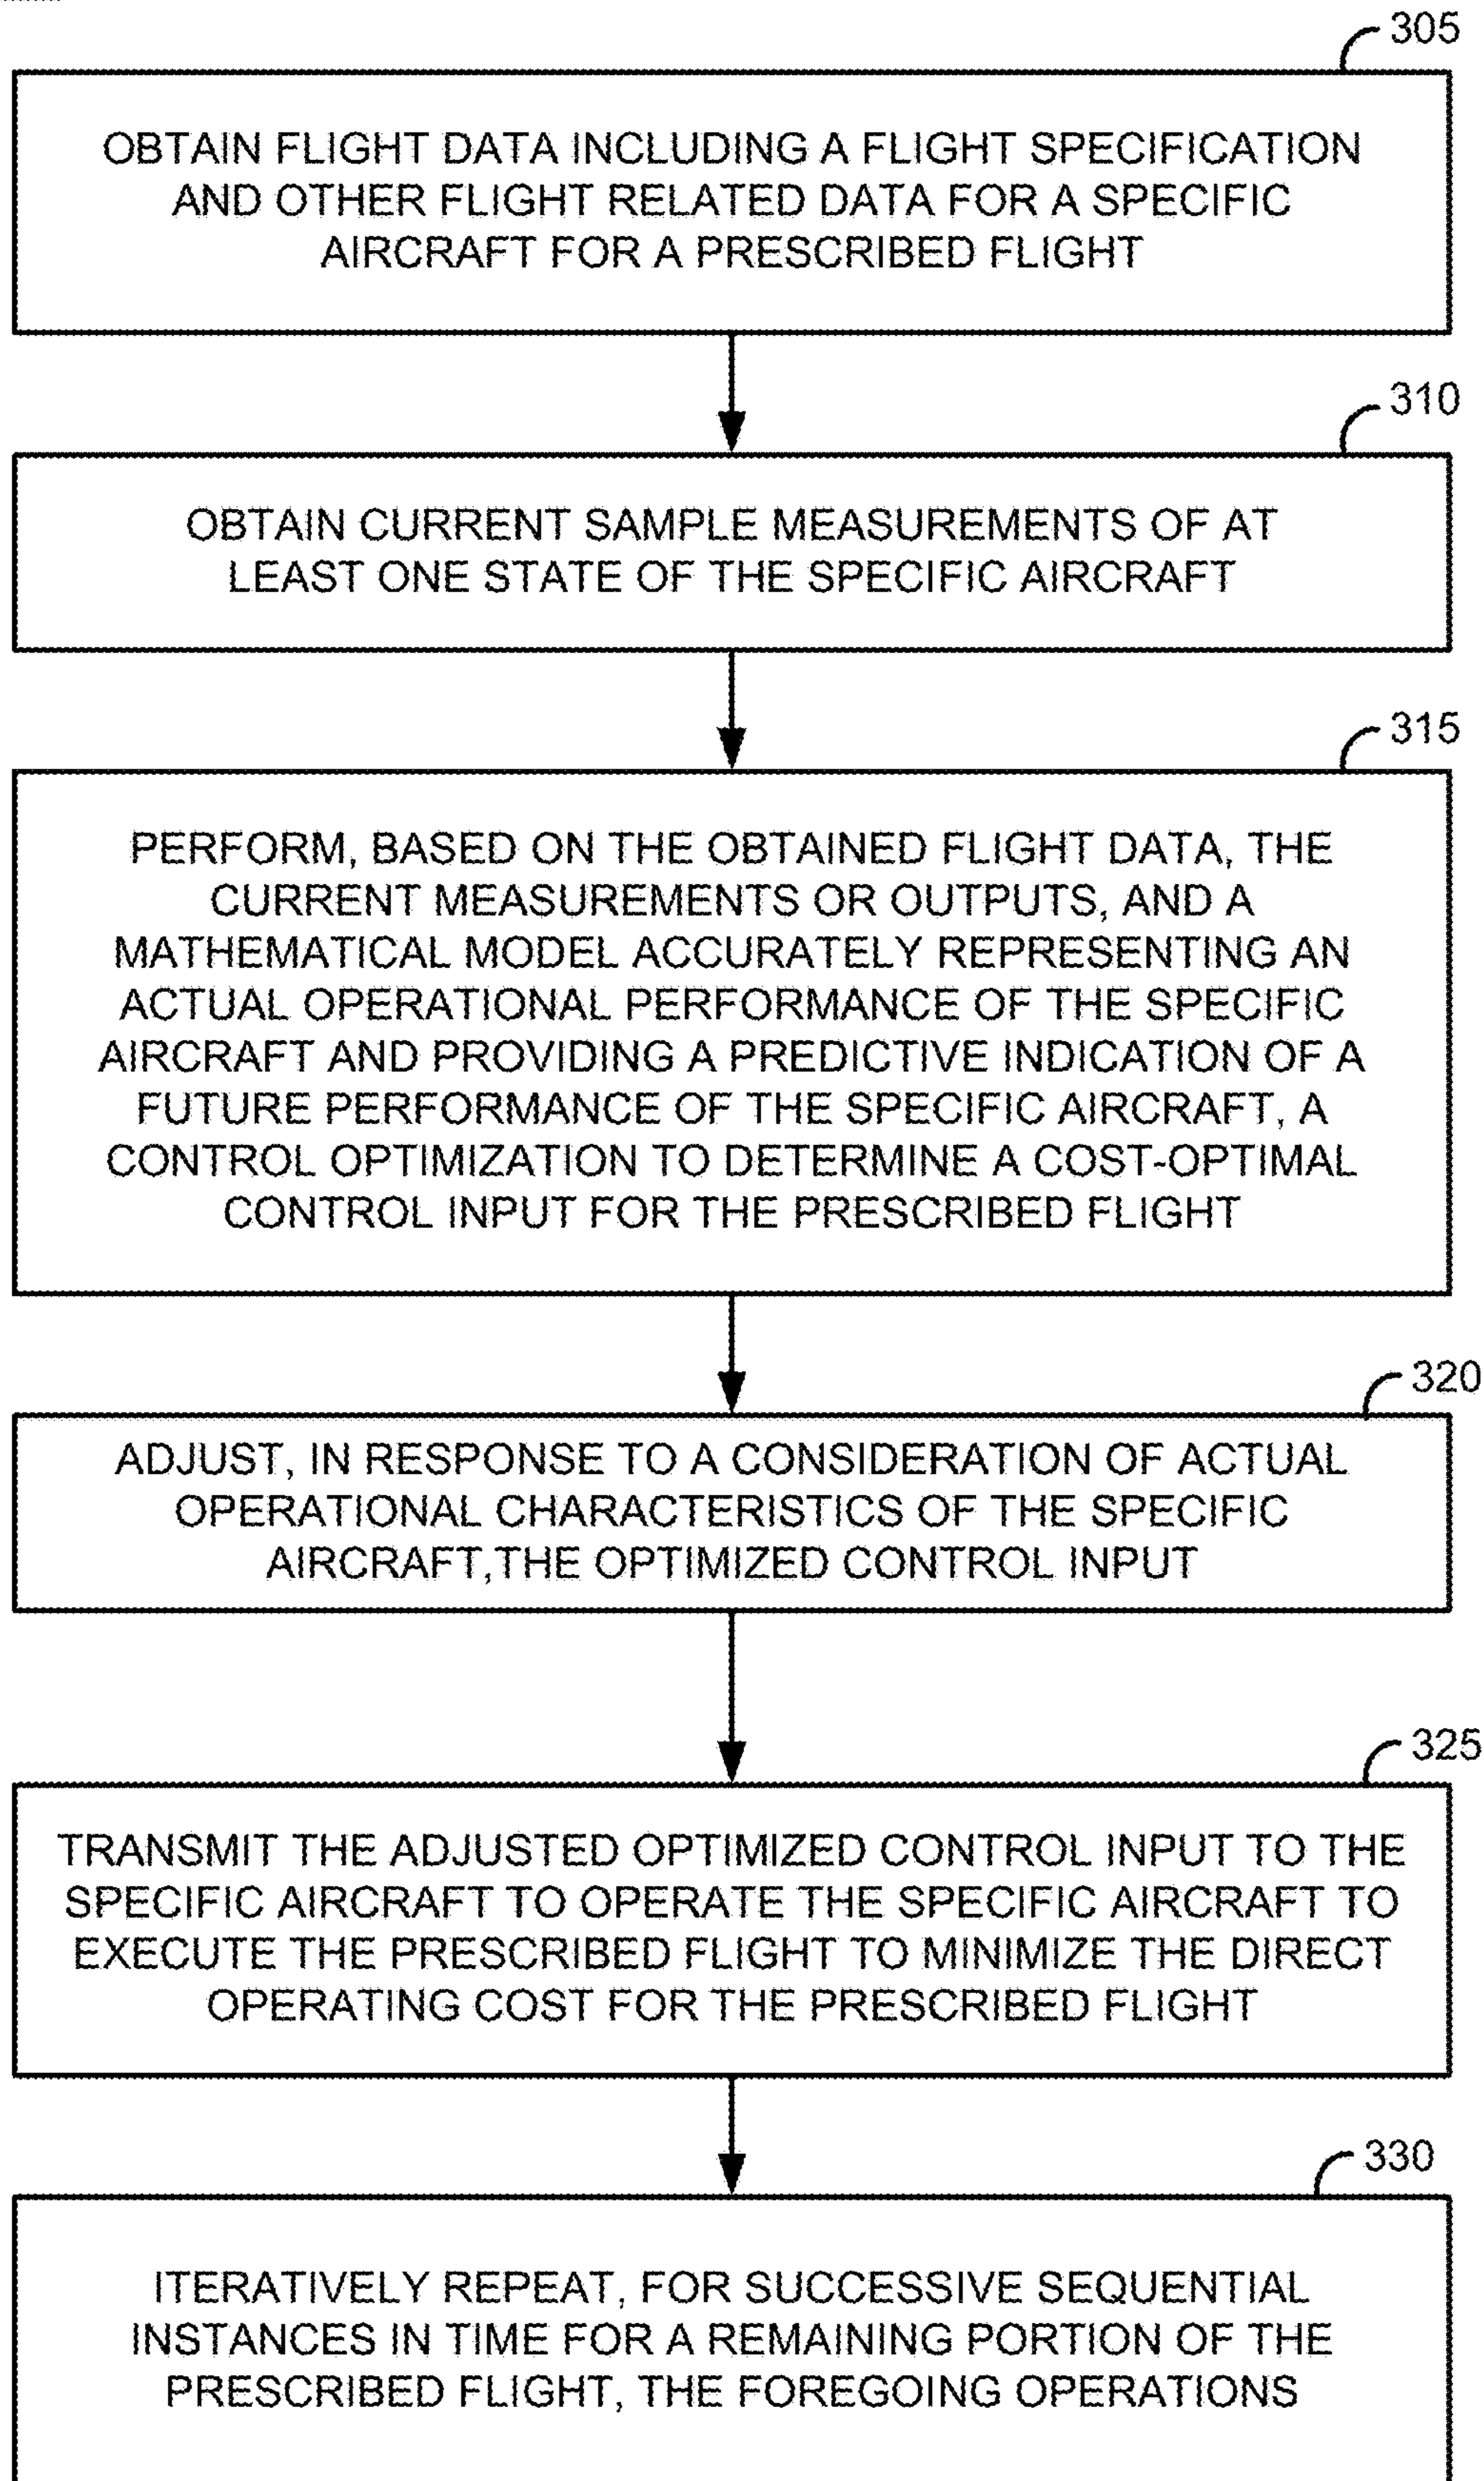 305
OBTAIN FLIGHT DATA INCLUDING A FLIGHT SPECIFICATION
AND OTHER FLIGHT RELATED DATA FOR A SPECIFIC
AIRCRAFT FOR A PRESCRIBED FLIGHT
310
OBTAIN CURRENT SAMPLE MEASUREMENTS OF AT
LEAST ONE STATE OF THE SPECIFIC AIRCRAFT
315
PERFORM, BASED ON THE OBTAINED FLIGHT DATA, THE
CURRENT MEASUREMENTS OR OUTPUTS, AND A
MATHEMATICAL MODEL ACCURATELY REPRESENTING AN
ACTUAL OPERATIONAL PERFORMANCE OF THE SPECIFIC
AIRCRAFT AND PROVIDING A PREDICTIVE INDICATION OF A
FUTURE PERFORMANCE OF THE SPECIFIC AIRCRAFT, A
CONTROL OPTIMIZATION TO DETERMINE A COST-OPTIMAL
CONTROL INPUT FOR THE PRESCRIBED FLIGHT
320
ADJUST, IN RESPONSE TO A CONSIDERATION OF ACTUAL
OPERATIONAL CHARACTERISTICS OF THE SPECIFIC
AIRCRAFT,THE OPTIMIZED CONTROL INPUT
325
TRANSMIT THE ADJUSTED OPTIMIZED CONTROL INPUT TO THE
SPECIFIC AIRCRAFT TO OPERATE THE SPECIFIC AIRCRAFT TO
EXECUTE THE PRESCRIBED FLIGHT TO MINIMIZE THE DIRECT
OPERATING COST FOR THE PRESCRIBED FLIGHT
330
ITERATIVELY REPEAT, FOR SUCCESSIVE SEQUENTIAL
INSTANCES IN TIME FOR A REMAINING PORTION OF THE
PRESCRIBED FLIGHT, THE FOREGOING OPERATIONS